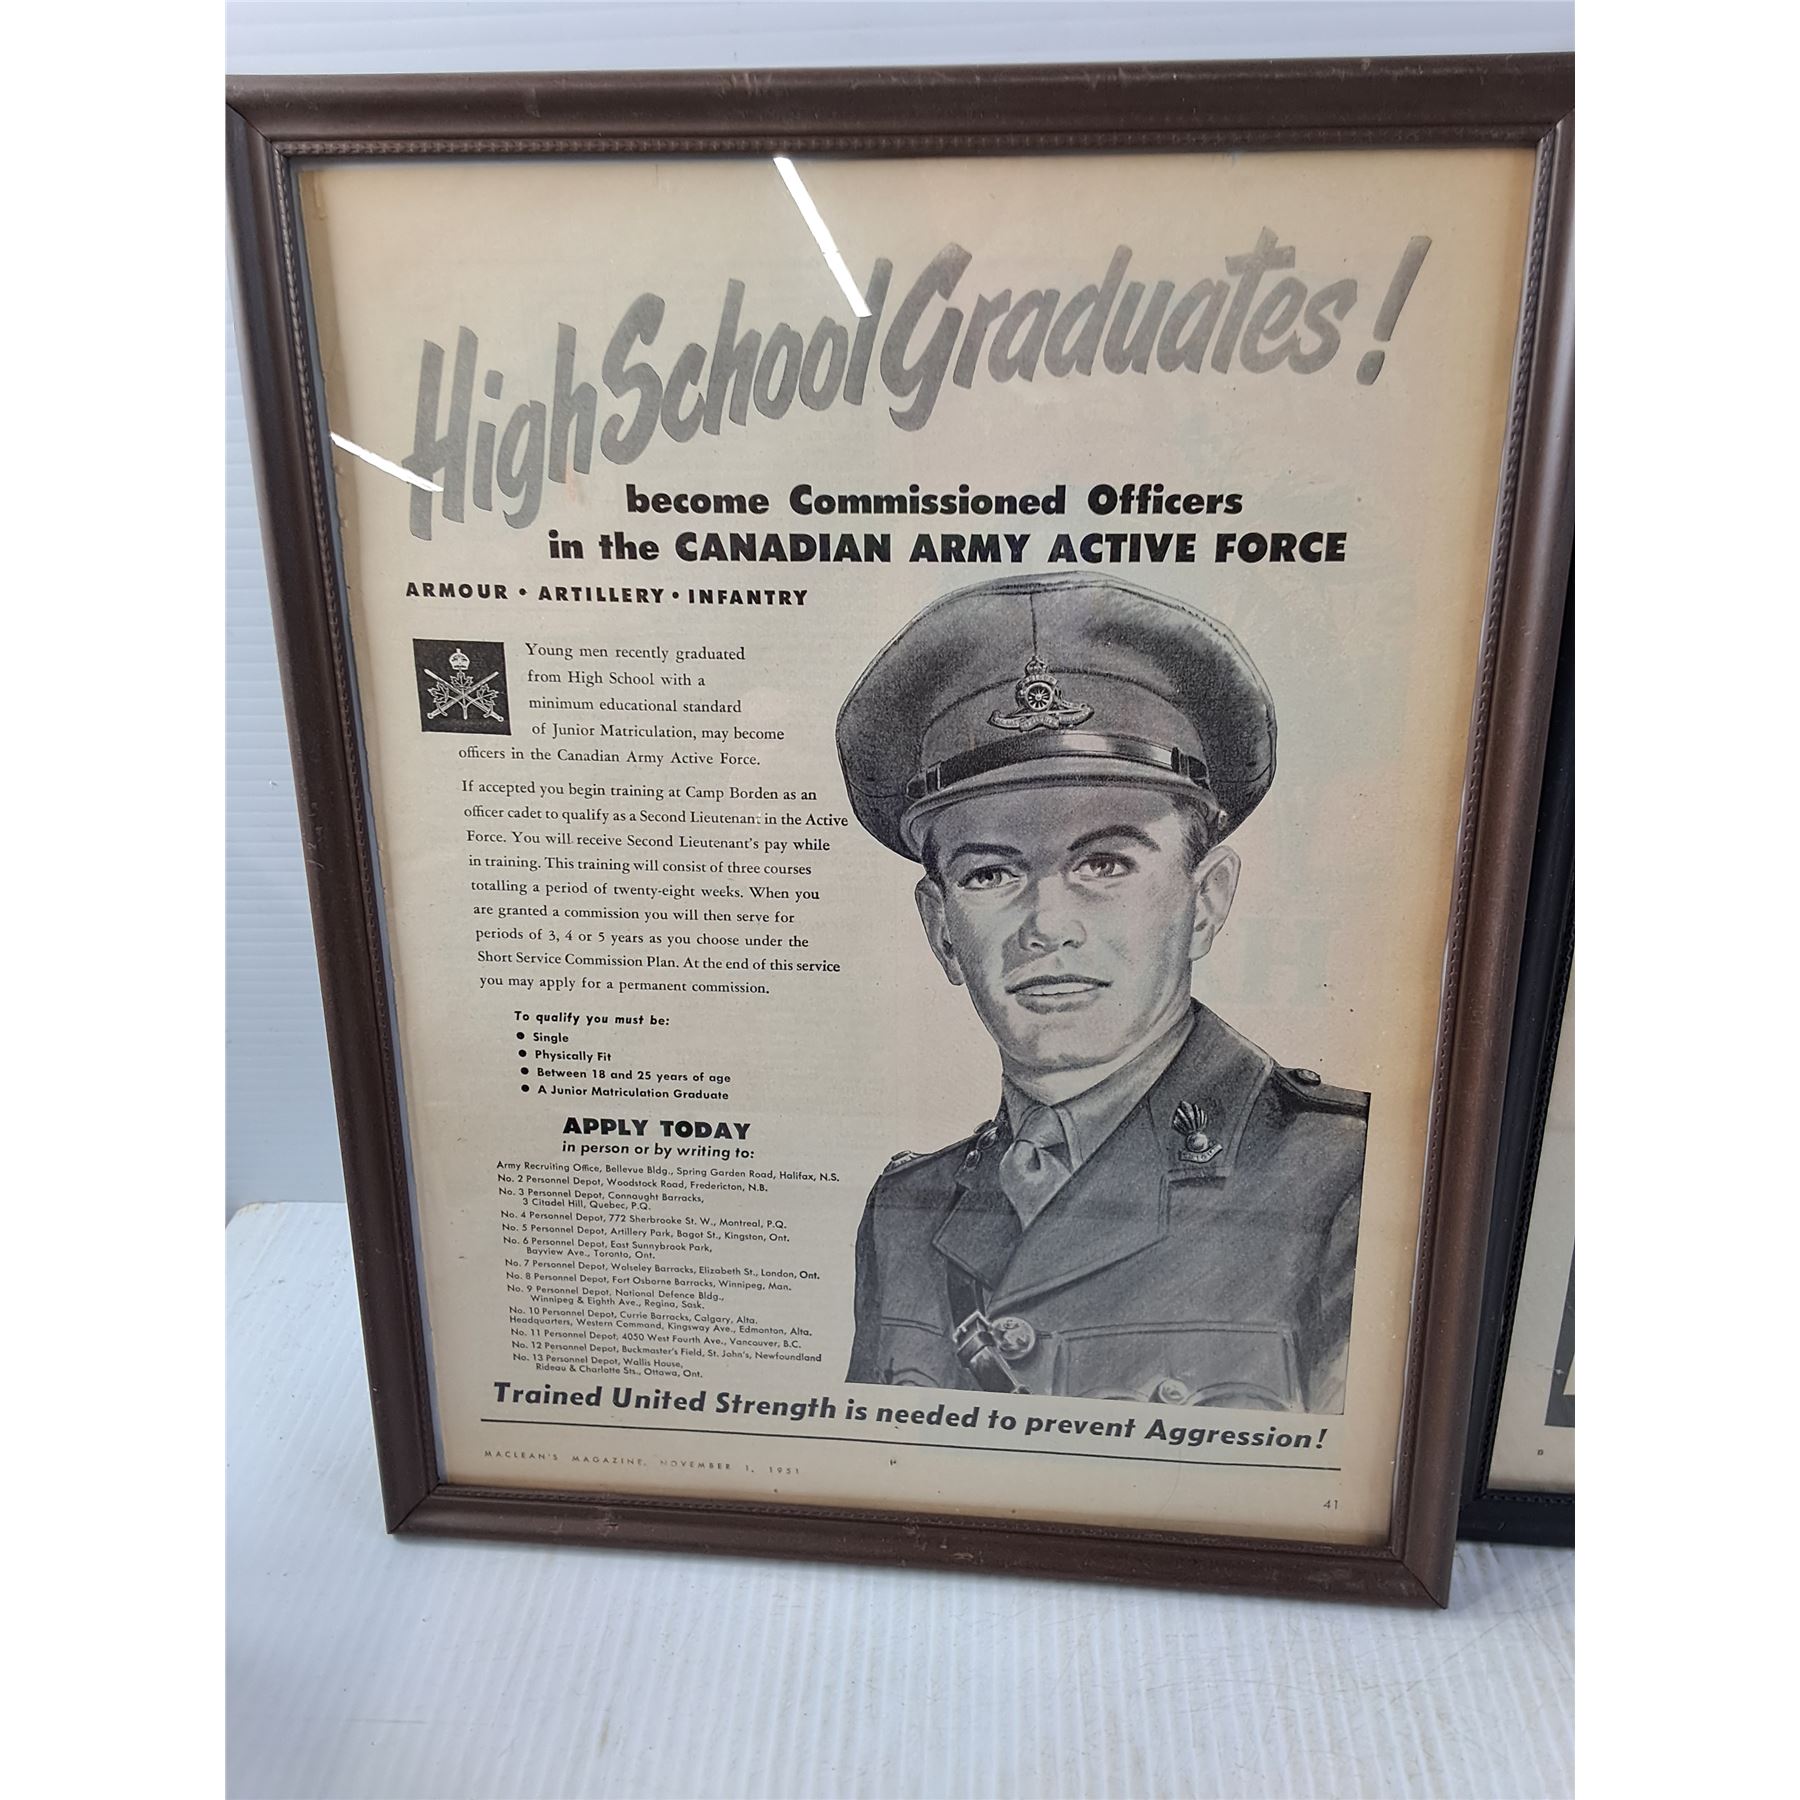 High School Graduates!
become Commissioned Officers
in the CANADIAN ARMY ACTIVE FORCE
ARMOUR • ARTILLERY • INFANTRY
Young men recently graduated
from High School with a
minimum educational standard
of Junior Matriculation, may become
officers in the Canadian Army Active Force.
If accepted you begin training at Camp Borden as an
officer cadet to qualify as a Second Lieutenant in the Active
Force. You will receive Second Lieutenant's pay while
in training. This training will consist of three courses
totalling a period of twenty-eight weeks. When you
are granted a commission you will then serve for
periods of 3, 4 or 5 years as you choose under the
Short Service Commission Plan. At the end of this service
you may apply for a permanent commission.
To qualify you must be:
• Single
• Physically Fit
• Between 18 and 25 years of age
• A Junior Matriculation Graduate
APPLY TODAY
in person or by writing to:
Army Recruiting Office, Bellevue Bldg., Spring Garden Road, Halifax, N.S.
No. 2 Personnel Depot, Woodstock Road, Fredericton, N.B.
No. 3 Personnel Depot, Connaught Barracks,
3 Citadel Hill, Quebec, P.Q.
No. 4 Personnel Depot, 772 Sherbrooke St. W., Montreal, P.Q.
No. 5 Personnel Depot, Artillery Park, Bagot St., Kingston, Ont.
No. 6 Personnel Depot, East Sunnybrook Park,
Bayview Ave., Toronto, Ont.
No. 7 Personnel Depot, Wolseley Barracks, Elizabeth St., London, Ont.
No. 8 Personnel Depot, Fort Osborne Barracks, Winnipeg, Man.
No. 9 Personnel Depot, National Defence Bldg.,
Winnipeg & Eighth Ave., Regina, Sask.
No. 10 Personnel Depot, Currie Barracks, Calgary, Alta.
Headquarters, Western Command, Kingsway Ave., Edmonton, Alta.
No. 11 Personnel Depot, 4050 West Fourth Ave., Vancouver, B.C.
No. 12 Personnel Depot, Buckmaster's Field, St. John's, Newfoundland
No. 13 Personnel Depot, Wallis House,
Rideau & Charlotte Sts., Ottawa, Ont.
Trained United Strength is needed to prevent Aggression!
MACLEAN'S MAGAZINE, NOVEMBER 1, 1951
41